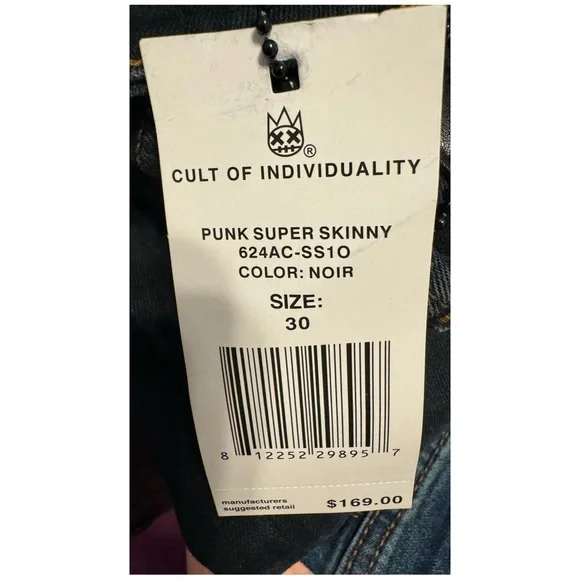 ®
CULT OF INDIVIDUALITY
PUNK SUPER SKINNY
624AC-SS1O
COLOR: NOIR
SIZE:
30
8 12252 29895 7
manufacturers
suggested retail $169.00